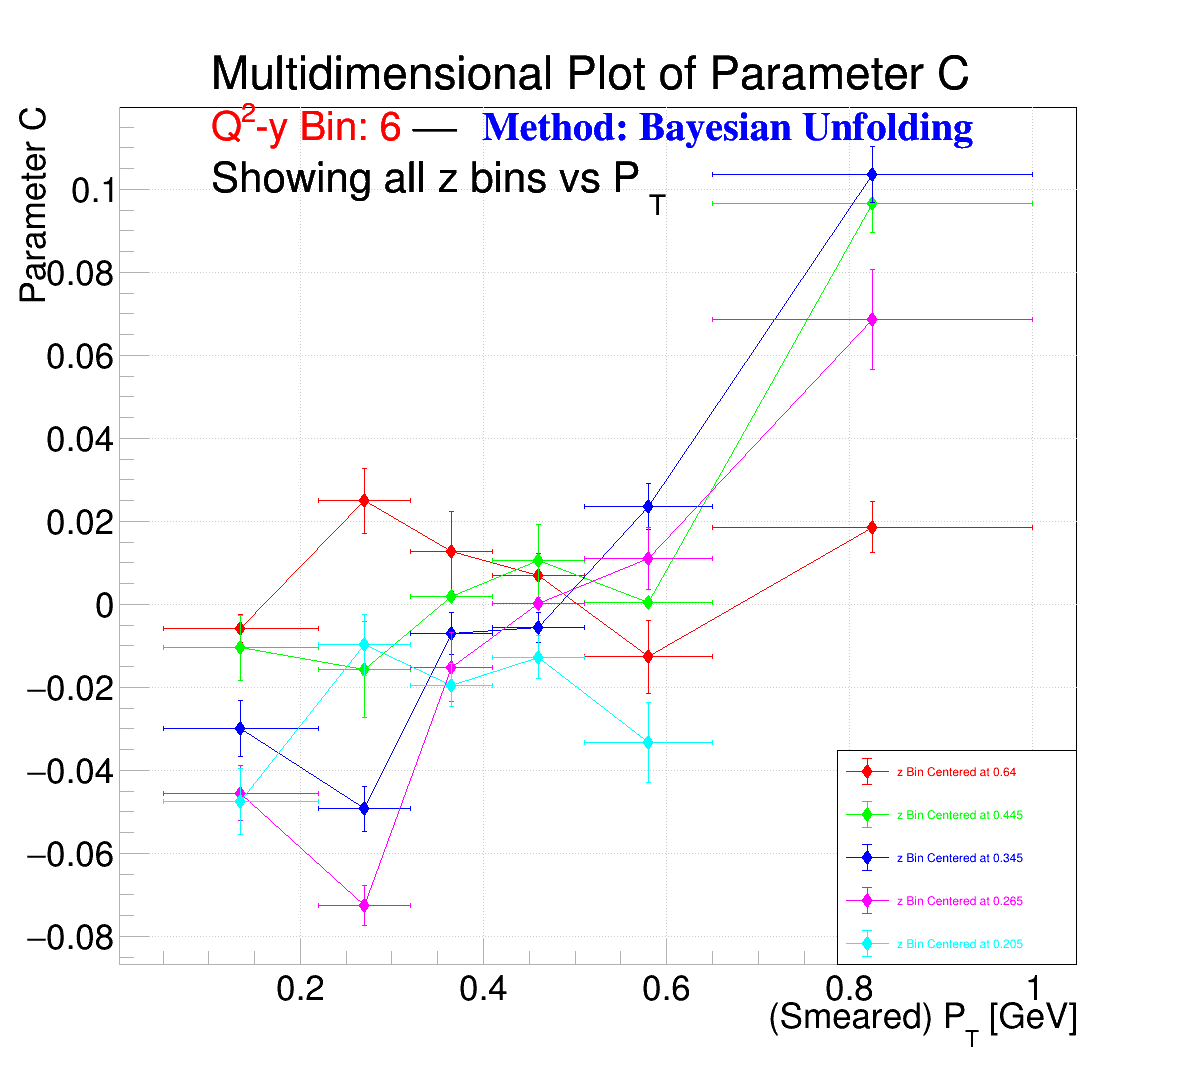 Multidimensional Plot of Parameter C
Q²-y Bin: 6 — Method: Bayesian Unfolding
Showing all z bins vs P_T
Parameter C
0.1
0.08
0.06
0.04
0.02
0
−0.02
−0.04
−0.06
−0.08
z Bin Centered at 0.64
z Bin Centered at 0.445
z Bin Centered at 0.345
z Bin Centered at 0.265
z Bin Centered at 0.205
0.2 0.4 0.6 0.8 1
(Smeared) P_T [GeV]